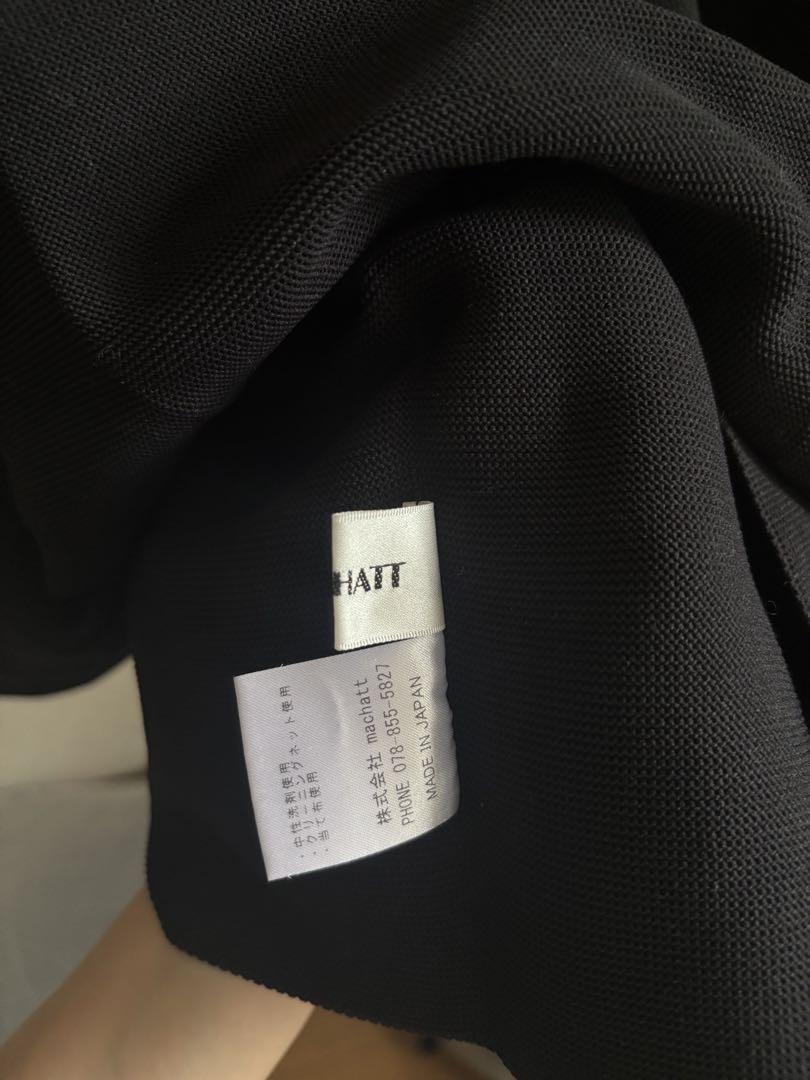 HATT
・中性洗剤使用
・クリーニングネット使用
・当て布使用
株式会社 machatt
PHONE 078-855-5827
MADE IN JAPAN